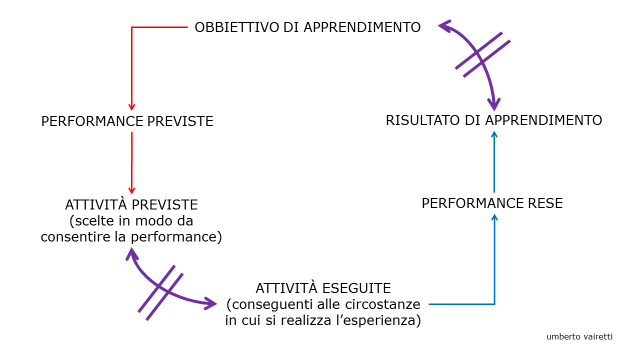 OBBIETTIVO DI APPRENDIMENTO
PERFORMANCE PREVISTE
RISULTATO DI APPRENDIMENTO
ATTIVITÀ PREVISTE
(scelte in modo da
consentire la performance)
PERFORMANCE RESE
ATTIVITÀ ESEGUITE
(conseguenti alle circostanze
in cui si realizza l'esperienza)
umberto vairetti